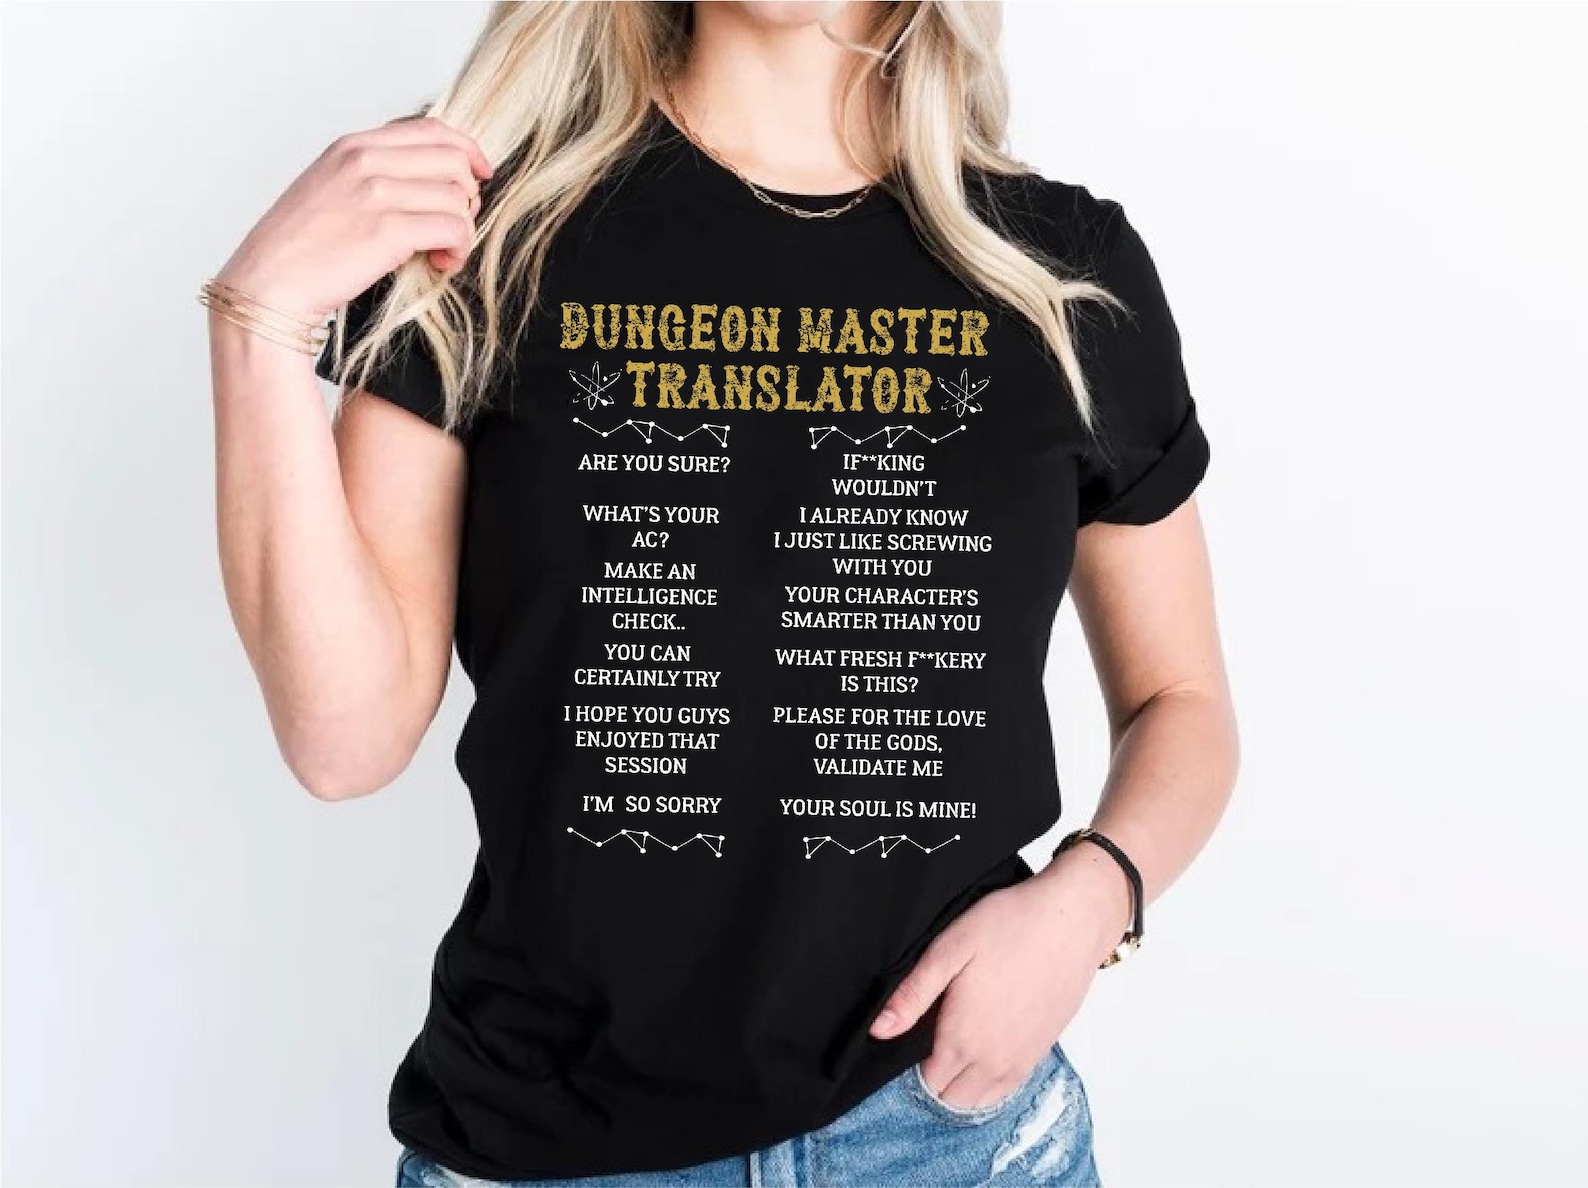 DUNGEON MASTER
TRANSLATOR
ARE YOU SURE?
IF**KING
WOULDN'T
WHAT'S YOUR
AC?
I ALREADY KNOW
I JUST LIKE SCREWING
WITH YOU
MAKE AN
INTELLIGENCE
CHECK..
YOUR CHARACTER'S
SMARTER THAN YOU
YOU CAN
CERTAINLY TRY
WHAT FRESH F**KERY
IS THIS?
I HOPE YOU GUYS
ENJOYED THAT
SESSION
PLEASE FOR THE LOVE
OF THE GODS,
VALIDATE ME
I'M SO SORRY
YOUR SOUL IS MINE!